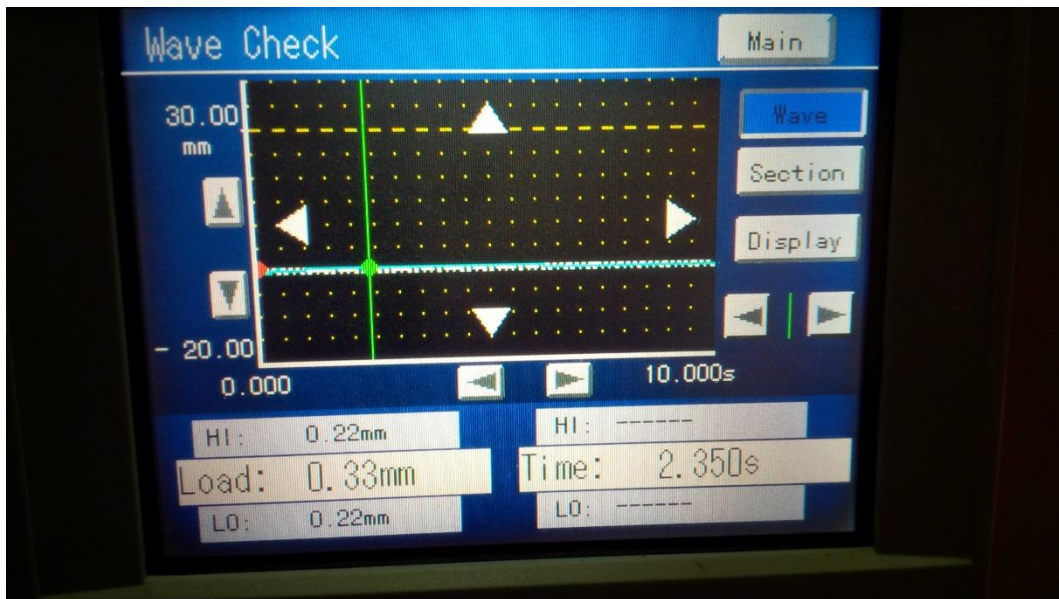 Wave Check
Main
30.00
mm
Wave
Section
Display
- 20.00
0.000
10.000s
HI: 0.22mm
HI: ------
Load: 0.33mm
Time: 2.350s
LO: 0.22mm
LO: ------